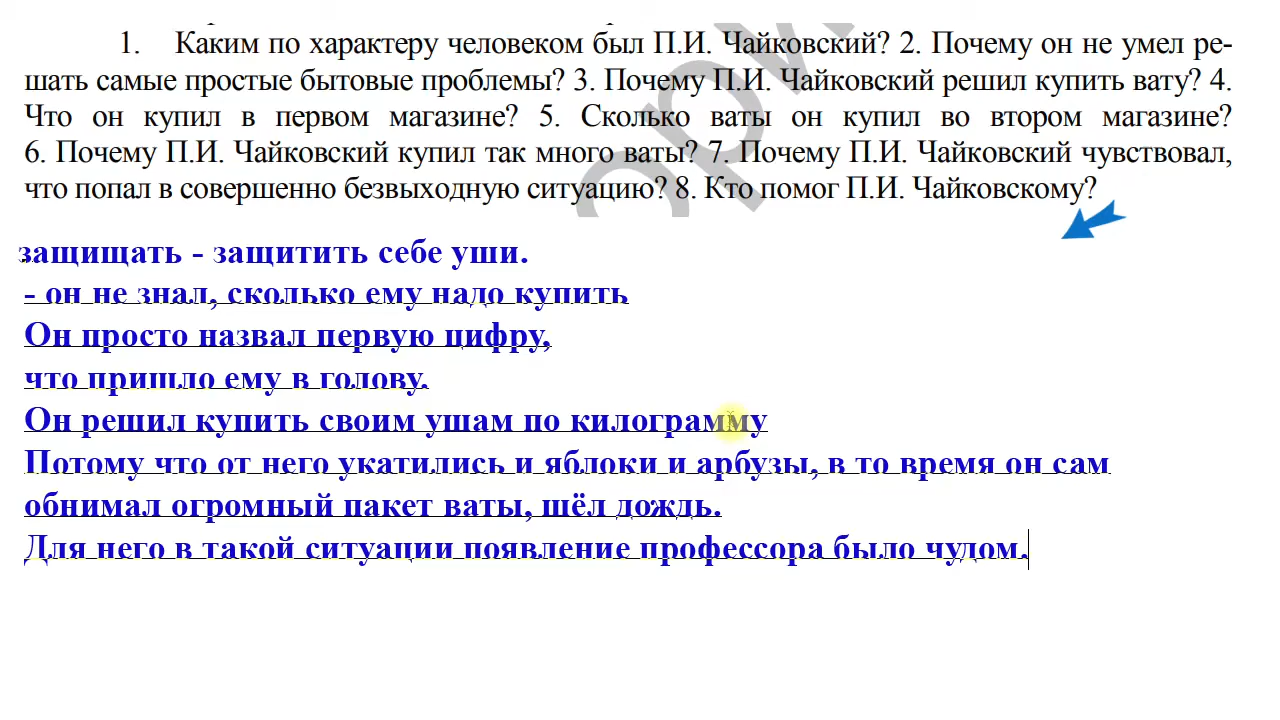 1. Каким по характеру человеком был П.И. Чайковский? 2. Почему он не умел ре-
шать самые простые бытовые проблемы? 3. Почему П.И. Чайковский решил купить вату? 4.
Что он купил в первом магазине? 5. Сколько ваты он купил во втором магазине?
6. Почему П.И. Чайковский купил так много ваты? 7. Почему П.И. Чайковский чувствовал,
что попал в совершенно безвыходную ситуацию? 8. Кто помог П.И. Чайковскому?
защищать - защитить себе уши.
- он не знал, сколько ему надо купить
Он просто назвал первую цифру,
что пришло ему в голову.
Он решил купить своим ушам по килограмму
Потому что от него укатились и яблоки и арбузы, в то время он сам
обнимал огромный пакет ваты, шёл дождь.
Для него в такой ситуации появление профессора было чудом.